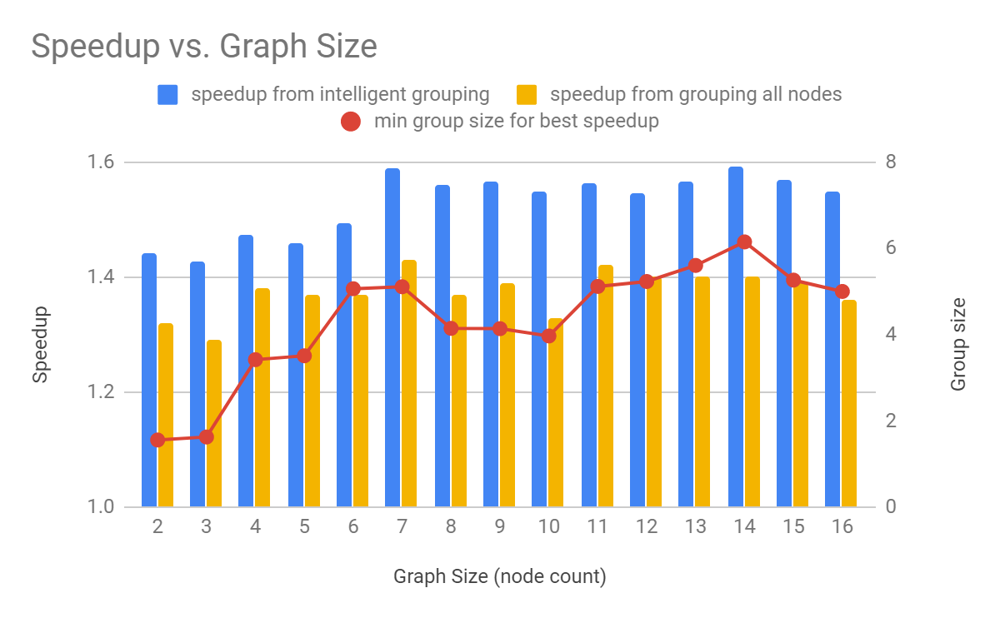 Speedup vs. Graph Size
speedup from intelligent grouping speedup from grouping all nodes
min group size for best speedup
1.6 8
6
1.4
4
1.2
2
1.0 0
Speedup
Group size
2 3 4 5 6 7 8 9 10 11 12 13 14 15 16
Graph Size (node count)